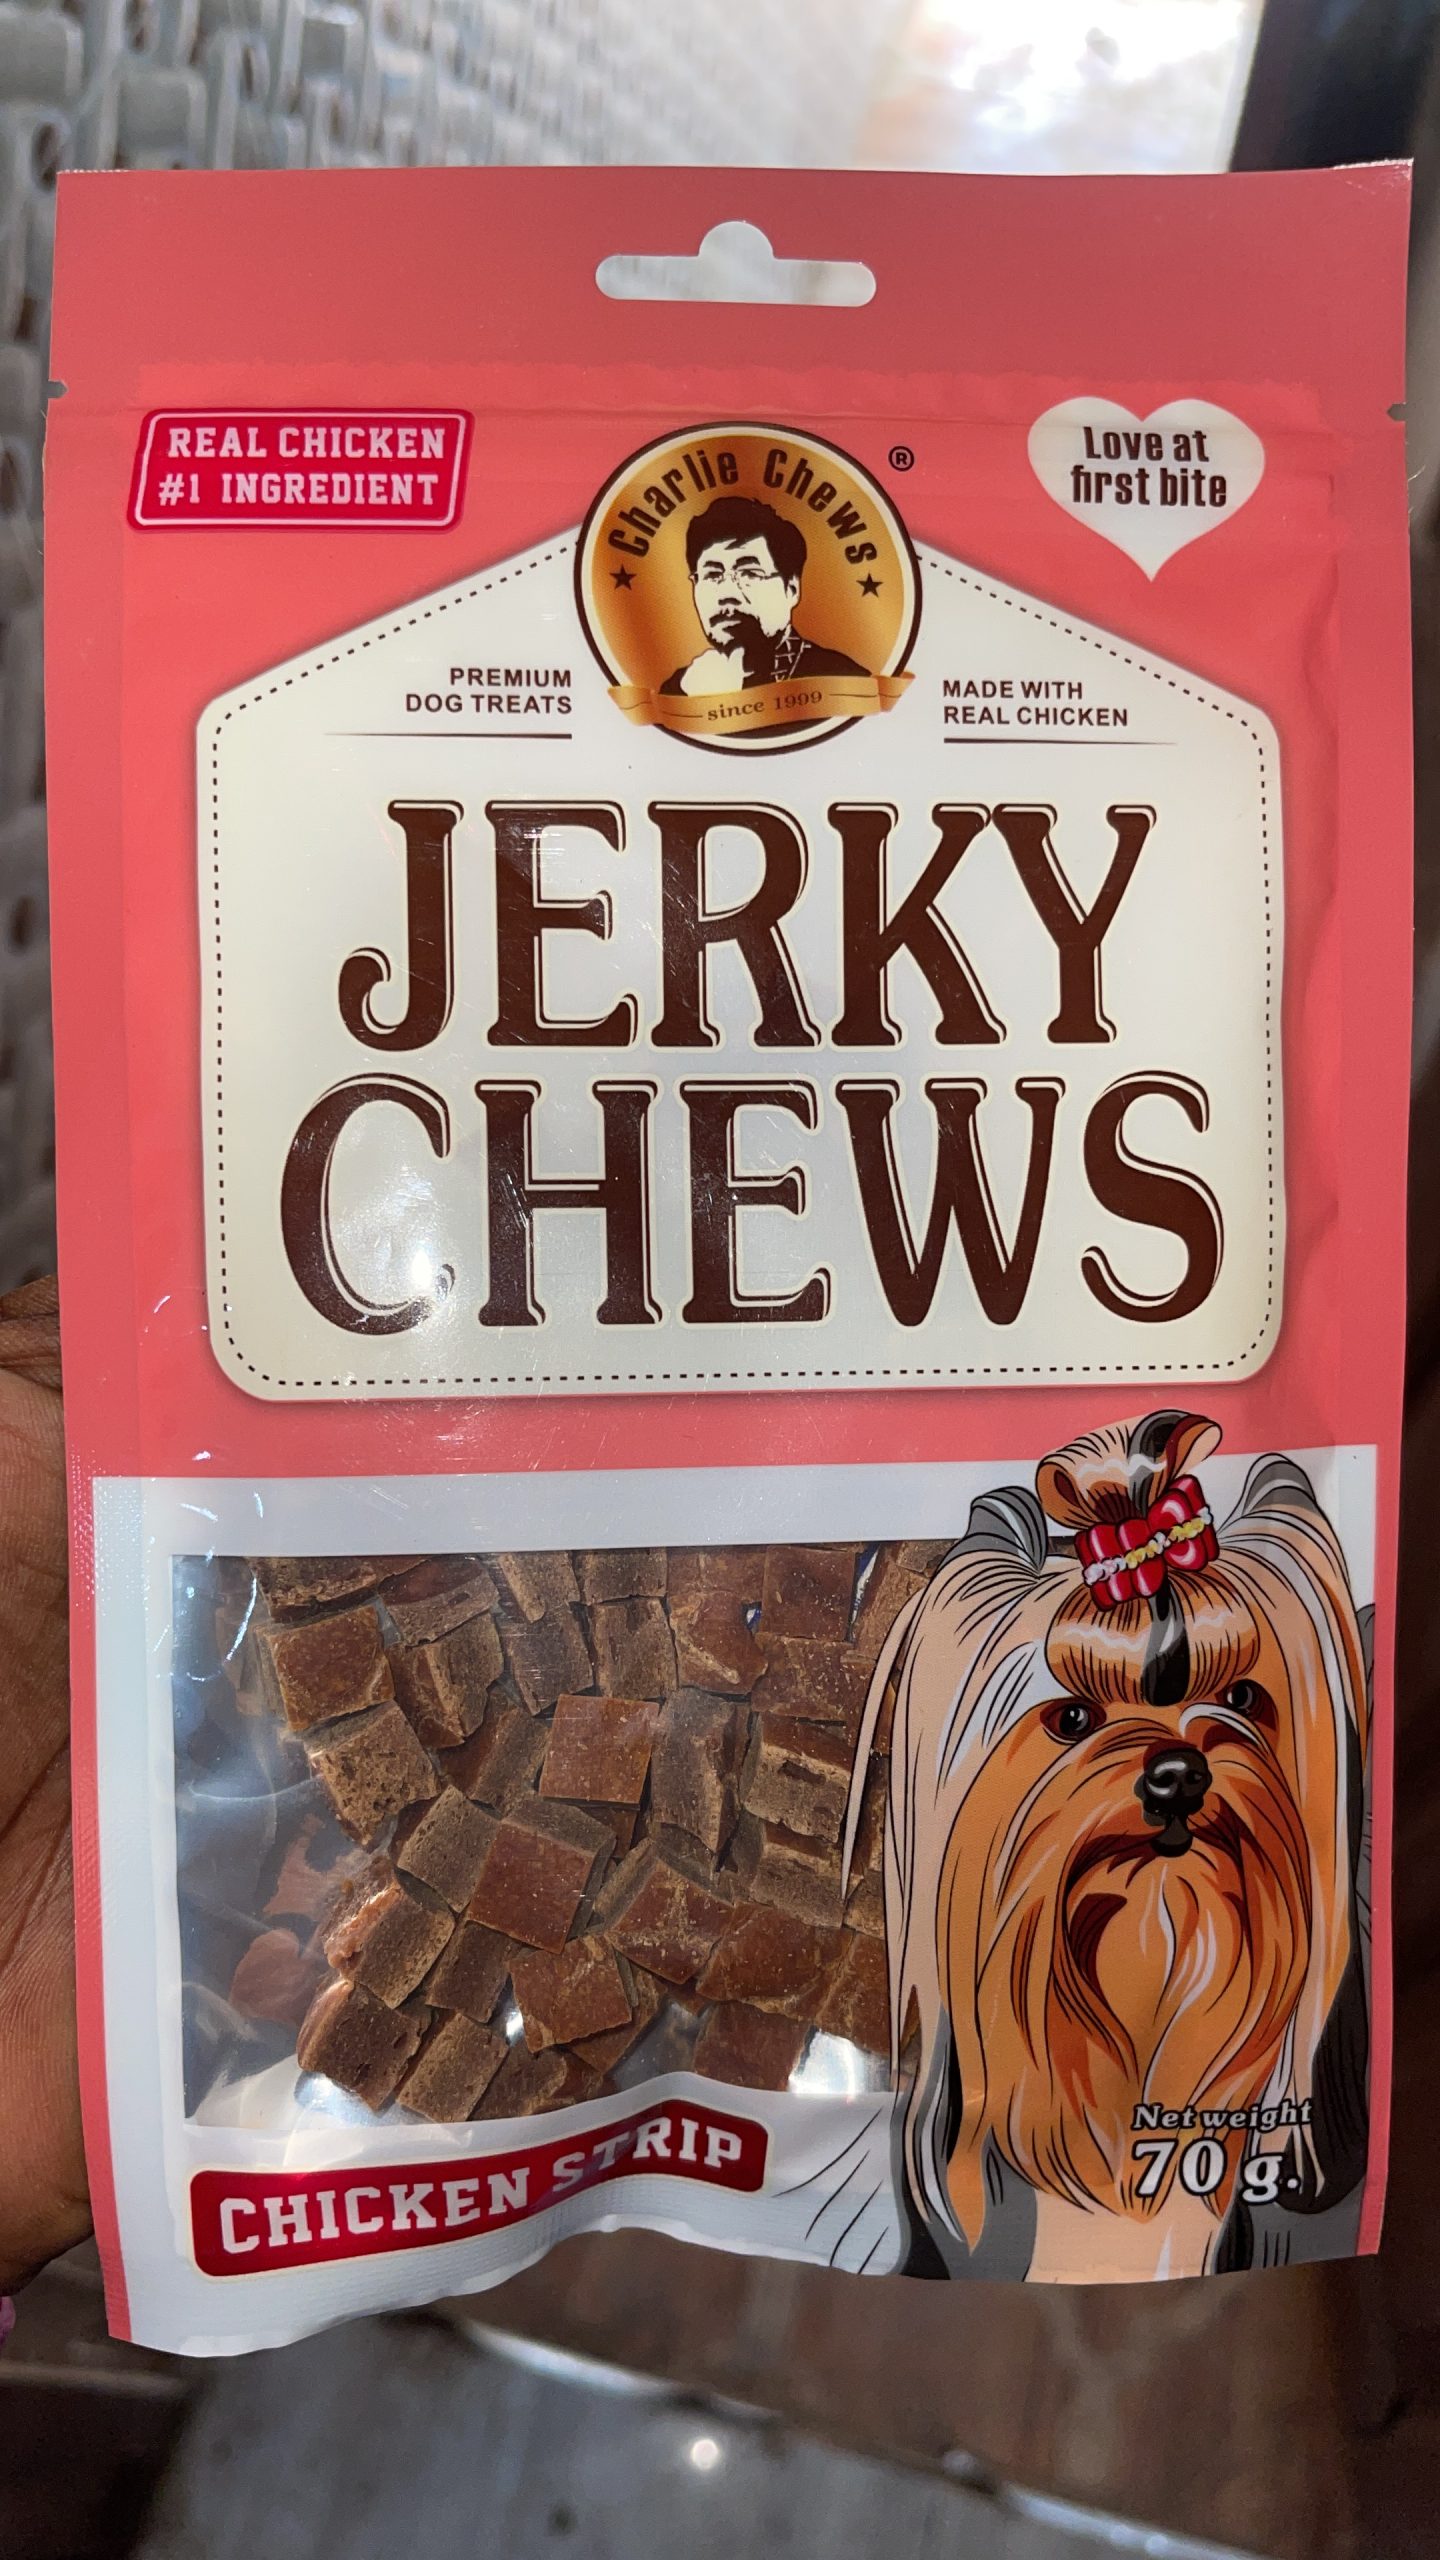 REAL CHICKEN
#1 INGREDIENT
Charlie Chews
®
since 1999
Love at
first bite
PREMIUM
DOG TREATS
MADE WITH
REAL CHICKEN
JERKY
CHEWS
CHICKEN STRIP
Net weight
70 g.